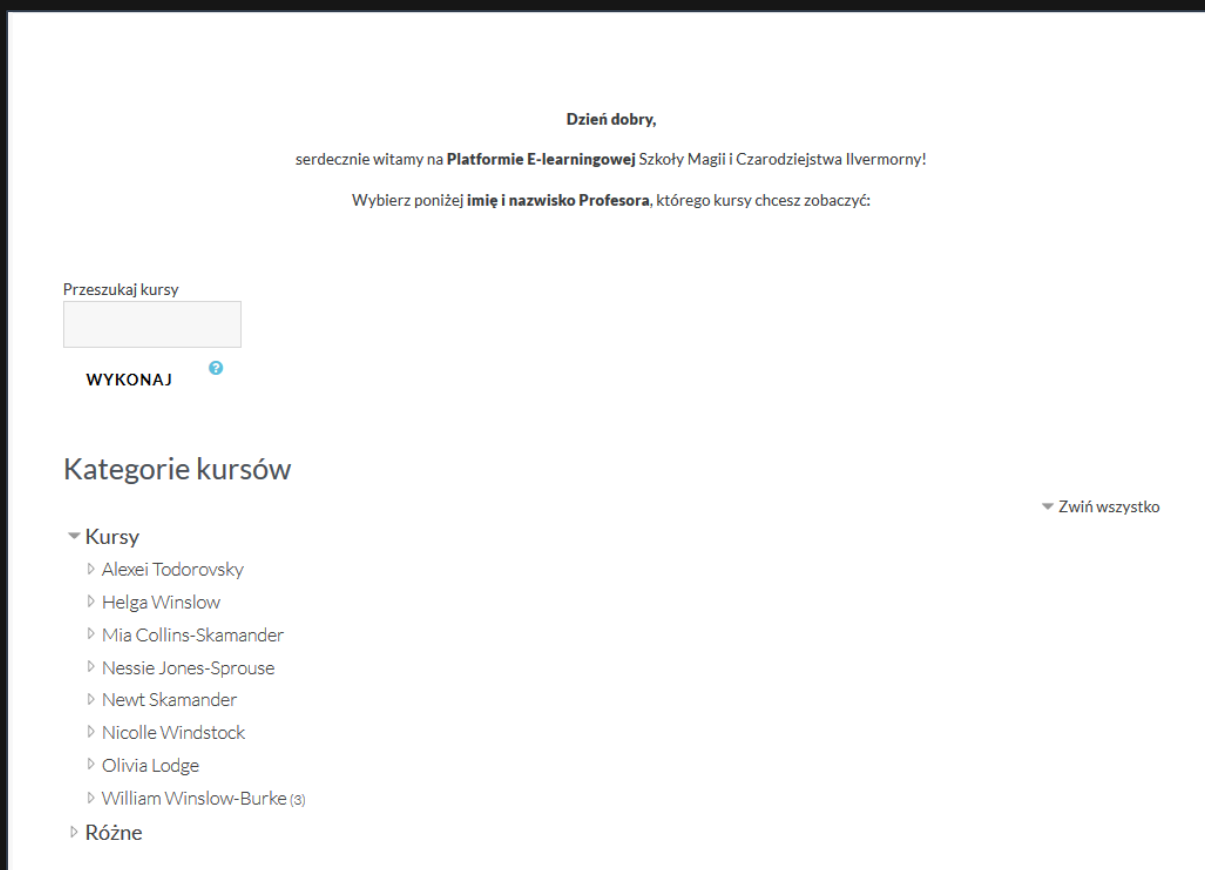 Dzień dobry,
serdecznie witamy na Platformie E-learningowej Szkoły Magii i Czarodziejstwa Ilvermorny!
Wybierz poniżej imię i nazwisko Profesora, którego kursy chcesz zobaczyć:
Przeszukaj kursy
WYKONAJ ?
Kategorie kursów
Zwiń wszystko
Kursy
Alexei Todorovsky
Helga Winslow
Mia Collins-Skamander
Nessie Jones-Sprouse
Newt Skamander
Nicolle Windstock
Olivia Lodge
William Winslow-Burke (3)
Różne